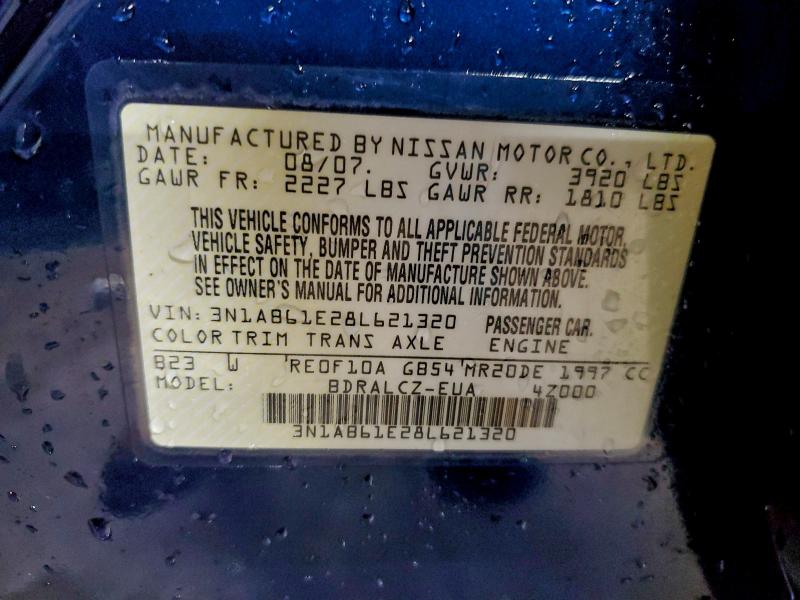 MANUFACTURED BY NISSAN MOTOR CO., LTD.
DATE: 08/07. GVWR: 3920 LBS
GAWR FR: 2227 LBS GAWR RR: 1810 LBS
THIS VEHICLE CONFORMS TO ALL APPLICABLE FEDERAL MOTOR
VEHICLE SAFETY, BUMPER AND THEFT PREVENTION STANDARDS
IN EFFECT ON THE DATE OF MANUFACTURE SHOWN ABOVE.
SEE OWNER'S MANUAL FOR ADDITIONAL INFORMATION.
VIN: 3N1AB61E28L621320 PASSENGER CAR.
COLOR TRIM TRANS AXLE ENGINE
B23 W RE0F10A GB54 MR20DE 1997 CC
MODEL: BDRALCZ-EUA 4Z000
3N1AB61E28L621320